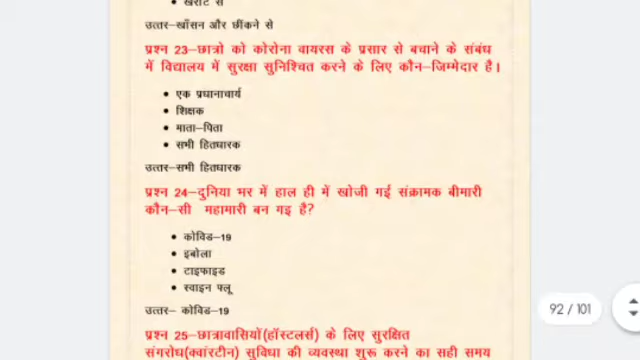 • खर्राटे से
उत्तर–खाँसन और छींकने से
प्रश्न 23–छात्रो को कोरोना वायरस के प्रसार से बचाने के संबंध
में विद्यालय में सुरक्षा सुनिश्चित करने के लिए कौन–जिम्मेदार है।
• एक प्रधानाचार्य
• शिक्षक
• माता–पिता
• सभी हितधारक
उत्तर–सभी हितधारक
प्रश्न 24–दुनिया भर में हाल ही में खोजी गई संक्रामक बीमारी
कौन–सी महामारी बन गइ है?
• कोविड–19
• इबोला
• टाइफाइड
• स्वाइन फ्लू
उत्तर– कोविड–19
92 / 101
प्रश्न 25–छात्रावासियों(हॉस्टलर्स) के लिए सुरक्षित
संगरोध(क्वांरटीन) सुविधा की व्यवस्था शुरू करने का सही समय